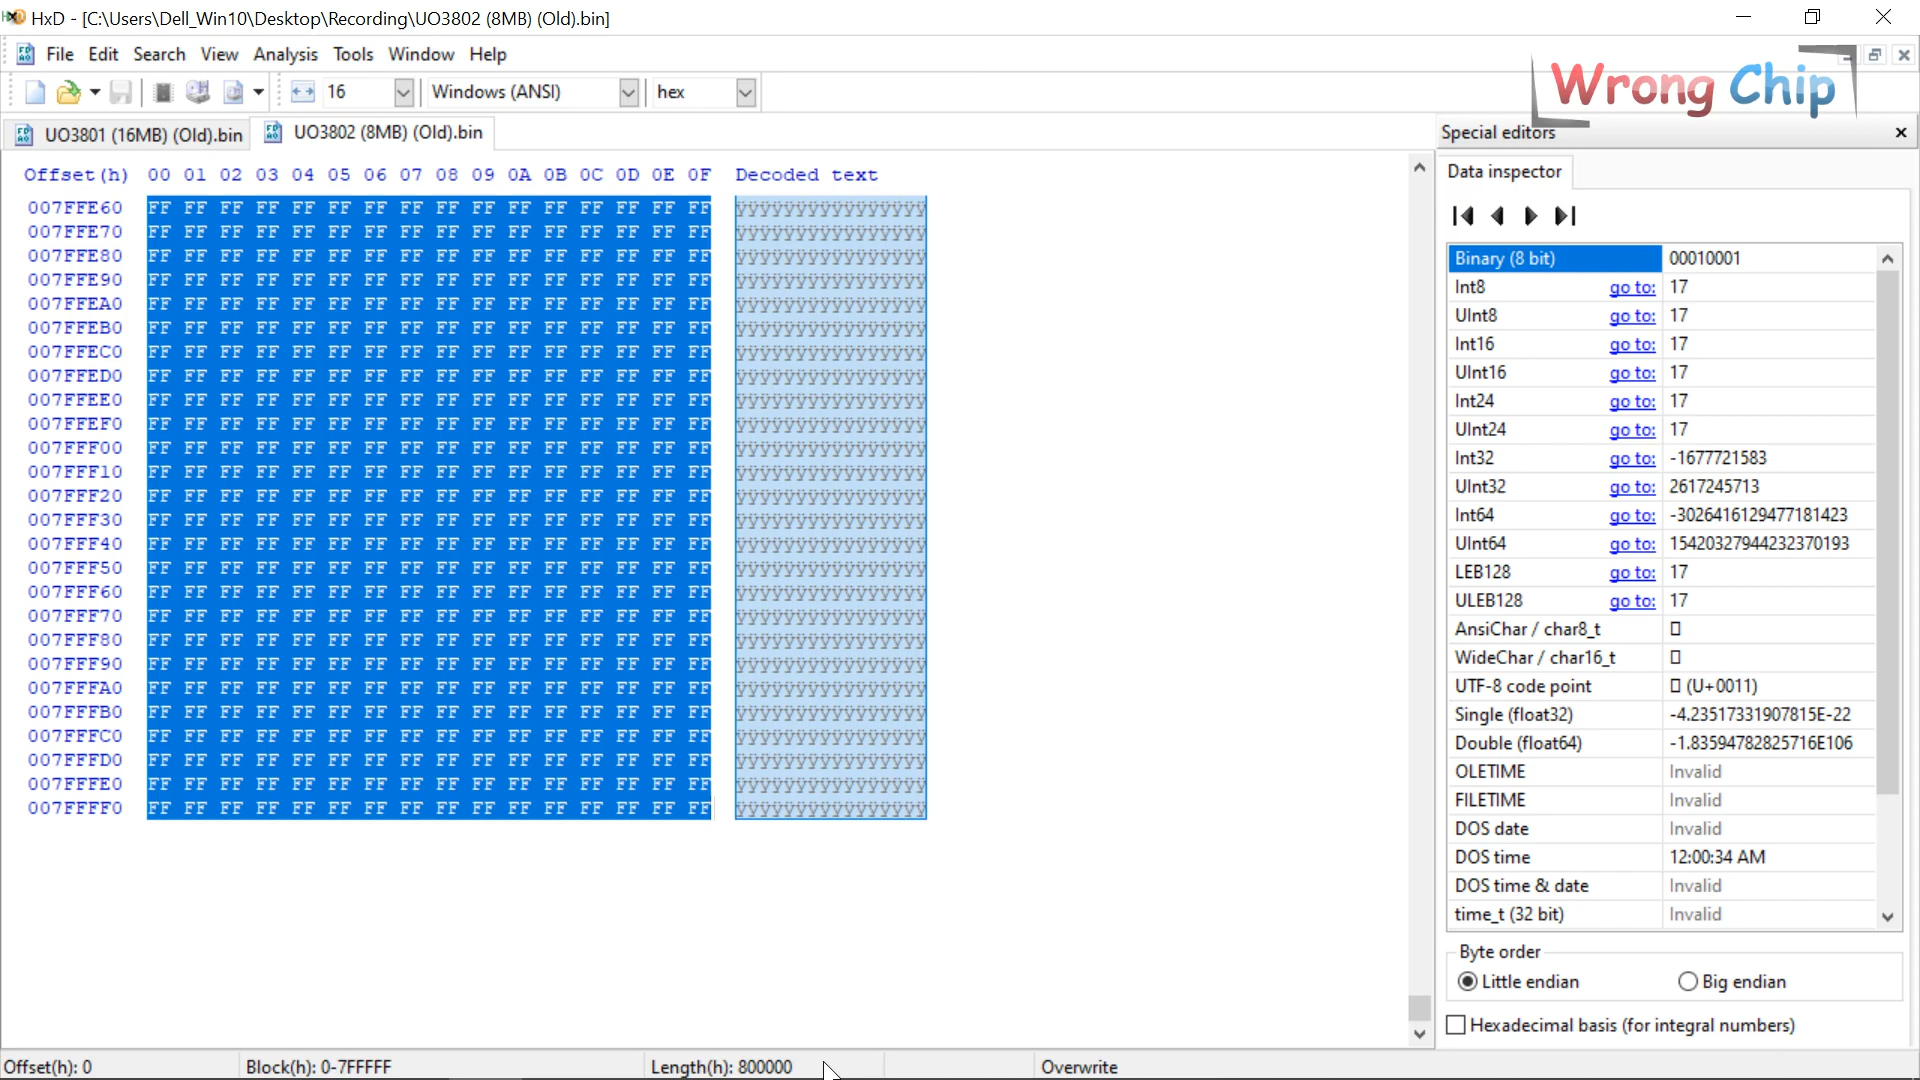 HxD - [C:\Users\Dell_Win10\Desktop\Recording\UO3802 (8MB) (Old).bin]
File Edit Search View Analysis Tools Window Help
Wrong Chip
16 Windows (ANSI) hex
UO3801 (16MB) (Old).bin UO3802 (8MB) (Old).bin
Offset(h) 00 01 02 03 04 05 06 07 08 09 0A 0B 0C 0D 0E 0F Decoded text
007FFE60 FF FF FF FF FF FF FF FF FF FF FF FF FF FF FF FF ÿÿÿÿÿÿÿÿÿÿÿÿÿÿÿÿ
007FFE70 FF FF FF FF FF FF FF FF FF FF FF FF FF FF FF FF ÿÿÿÿÿÿÿÿÿÿÿÿÿÿÿÿ
007FFE80 FF FF FF FF FF FF FF FF FF FF FF FF FF FF FF FF ÿÿÿÿÿÿÿÿÿÿÿÿÿÿÿÿ
007FFE90 FF FF FF FF FF FF FF FF FF FF FF FF FF FF FF FF ÿÿÿÿÿÿÿÿÿÿÿÿÿÿÿÿ
007FFEA0 FF FF FF FF FF FF FF FF FF FF FF FF FF FF FF FF ÿÿÿÿÿÿÿÿÿÿÿÿÿÿÿÿ
007FFEB0 FF FF FF FF FF FF FF FF FF FF FF FF FF FF FF FF ÿÿÿÿÿÿÿÿÿÿÿÿÿÿÿÿ
007FFEC0 FF FF FF FF FF FF FF FF FF FF FF FF FF FF FF FF ÿÿÿÿÿÿÿÿÿÿÿÿÿÿÿÿ
007FFED0 FF FF FF FF FF FF FF FF FF FF FF FF FF FF FF FF ÿÿÿÿÿÿÿÿÿÿÿÿÿÿÿÿ
007FFEE0 FF FF FF FF FF FF FF FF FF FF FF FF FF FF FF FF ÿÿÿÿÿÿÿÿÿÿÿÿÿÿÿÿ
007FFEF0 FF FF FF FF FF FF FF FF FF FF FF FF FF FF FF FF ÿÿÿÿÿÿÿÿÿÿÿÿÿÿÿÿ
007FFF00 FF FF FF FF FF FF FF FF FF FF FF FF FF FF FF FF ÿÿÿÿÿÿÿÿÿÿÿÿÿÿÿÿ
007FFF10 FF FF FF FF FF FF FF FF FF FF FF FF FF FF FF FF ÿÿÿÿÿÿÿÿÿÿÿÿÿÿÿÿ
007FFF20 FF FF FF FF FF FF FF FF FF FF FF FF FF FF FF FF ÿÿÿÿÿÿÿÿÿÿÿÿÿÿÿÿ
007FFF30 FF FF FF FF FF FF FF FF FF FF FF FF FF FF FF FF ÿÿÿÿÿÿÿÿÿÿÿÿÿÿÿÿ
007FFF40 FF FF FF FF FF FF FF FF FF FF FF FF FF FF FF FF ÿÿÿÿÿÿÿÿÿÿÿÿÿÿÿÿ
007FFF50 FF FF FF FF FF FF FF FF FF FF FF FF FF FF FF FF ÿÿÿÿÿÿÿÿÿÿÿÿÿÿÿÿ
007FFF60 FF FF FF FF FF FF FF FF FF FF FF FF FF FF FF FF ÿÿÿÿÿÿÿÿÿÿÿÿÿÿÿÿ
007FFF70 FF FF FF FF FF FF FF FF FF FF FF FF FF FF FF FF ÿÿÿÿÿÿÿÿÿÿÿÿÿÿÿÿ
007FFF80 FF FF FF FF FF FF FF FF FF FF FF FF FF FF FF FF ÿÿÿÿÿÿÿÿÿÿÿÿÿÿÿÿ
007FFF90 FF FF FF FF FF FF FF FF FF FF FF FF FF FF FF FF ÿÿÿÿÿÿÿÿÿÿÿÿÿÿÿÿ
007FFFA0 FF FF FF FF FF FF FF FF FF FF FF FF FF FF FF FF ÿÿÿÿÿÿÿÿÿÿÿÿÿÿÿÿ
007FFFB0 FF FF FF FF FF FF FF FF FF FF FF FF FF FF FF FF ÿÿÿÿÿÿÿÿÿÿÿÿÿÿÿÿ
007FFFC0 FF FF FF FF FF FF FF FF FF FF FF FF FF FF FF FF ÿÿÿÿÿÿÿÿÿÿÿÿÿÿÿÿ
007FFFD0 FF FF FF FF FF FF FF FF FF FF FF FF FF FF FF FF ÿÿÿÿÿÿÿÿÿÿÿÿÿÿÿÿ
007FFFE0 FF FF FF FF FF FF FF FF FF FF FF FF FF FF FF FF ÿÿÿÿÿÿÿÿÿÿÿÿÿÿÿÿ
007FFFF0 FF FF FF FF FF FF FF FF FF FF FF FF FF FF FF FF ÿÿÿÿÿÿÿÿÿÿÿÿÿÿÿÿ
Special editors
Data inspector
Binary (8 bit) 00010001
Int8 go to: 17
UInt8 go to: 17
Int16 go to: 17
UInt16 go to: 17
Int24 go to: 17
UInt24 go to: 17
Int32 go to: -1677721583
UInt32 go to: 2617245713
Int64 go to: -3026416129477181423
UInt64 go to: 15420327944232370193
LEB128 go to: 17
ULEB128 go to: 17
AnsiChar / char8_t
WideChar / char16_t
UTF-8 code point (U+0011)
Single (float32) -4.23517331907815E-22
Double (float64) -1.83594782825716E106
OLETIME Invalid
FILETIME Invalid
DOS date Invalid
DOS time 12:00:34 AM
DOS time & date Invalid
time_t (32 bit) Invalid
Byte order
Little endian Big endian
Hexadecimal basis (for integral numbers)
Offset(h): 0 Block(h): 0-7FFFFF Length(h): 800000 Overwrite